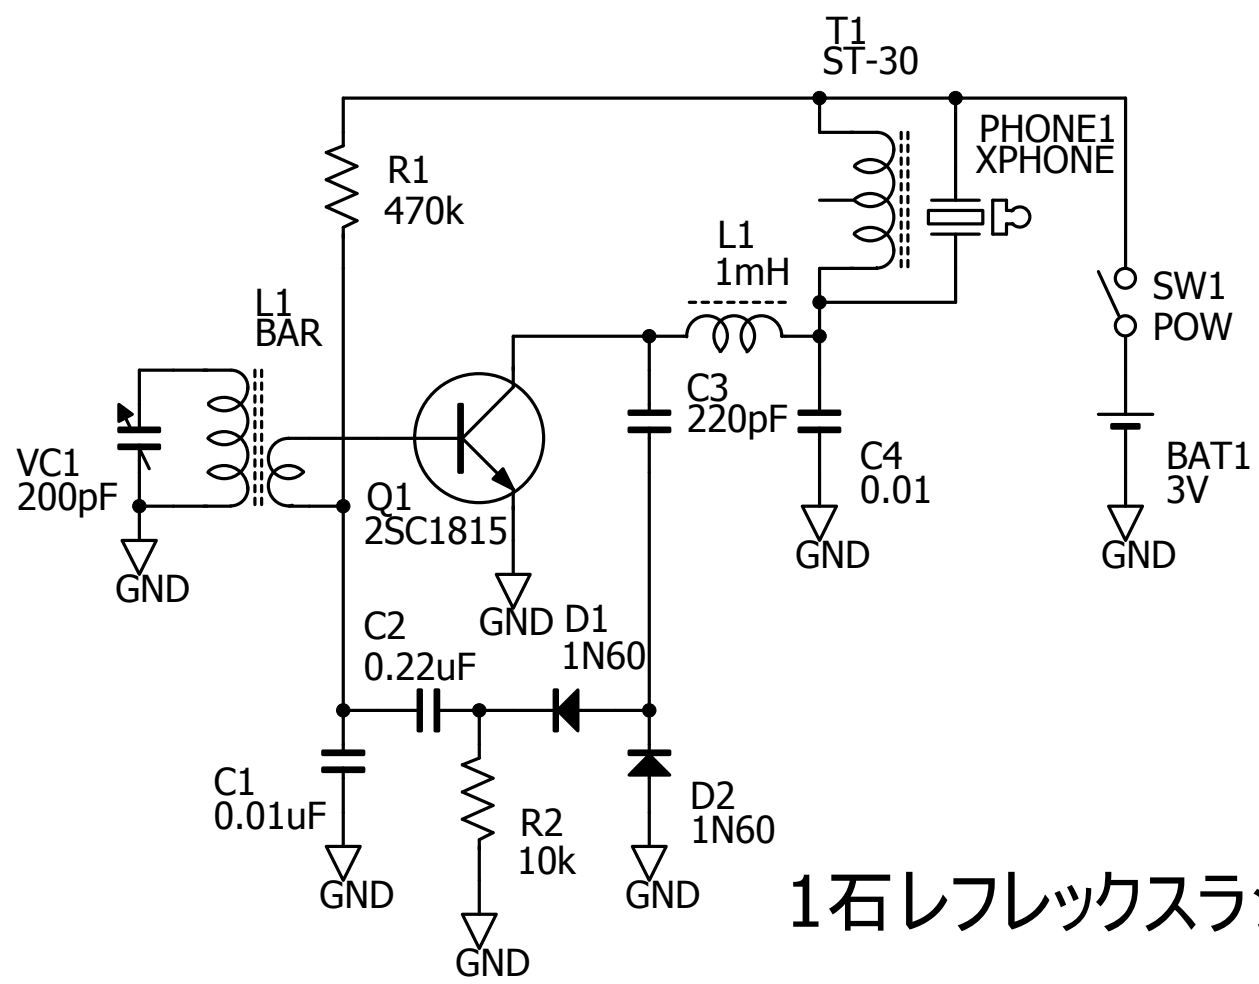 T1
ST-30
PHONE1
XPHONE
R1
470k
L1
1mH
SW1
POW
L1
BAR
C3
220pF
VC1
200pF
C4
0.01
BAT1
3V
Q1
2SC1815
GND
GND
GND
GND
C2
0.22uF
D1
1N60
C1
0.01uF
D2
1N60
R2
10k
GND
GND
GND
1石レフレックスラ